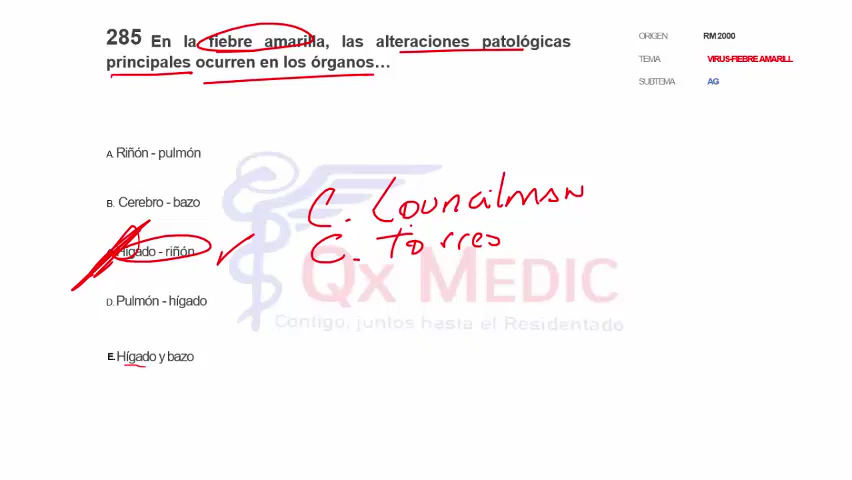 285 En la fiebre amarilla, las alteraciones patológicas
principales ocurren en los órganos...
ORIGEN RM 2000
TEMA VIRUS-FIEBRE AMARILL
SUBTEMA AG
A. Riñón - pulmón
B. Cerebro - bazo
Hígado - riñón
D. Pulmón - hígado
E. Hígado y bazo
C. Councilman
C. Torres
Qx MEDIC
Contigo, juntos hasta el Residentado